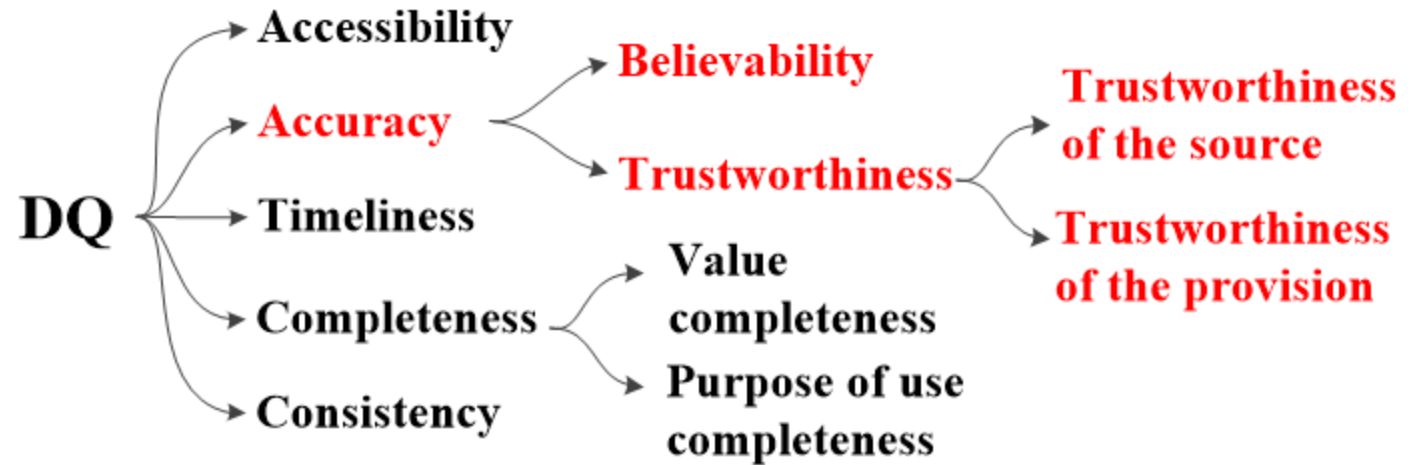 DQ
Accessibility
Accuracy
Timeliness
Completeness
Consistency
Believability
Trustworthiness
Value
completeness
Purpose of use
completeness
Trustworthiness
of the source
Trustworthiness
of the provision